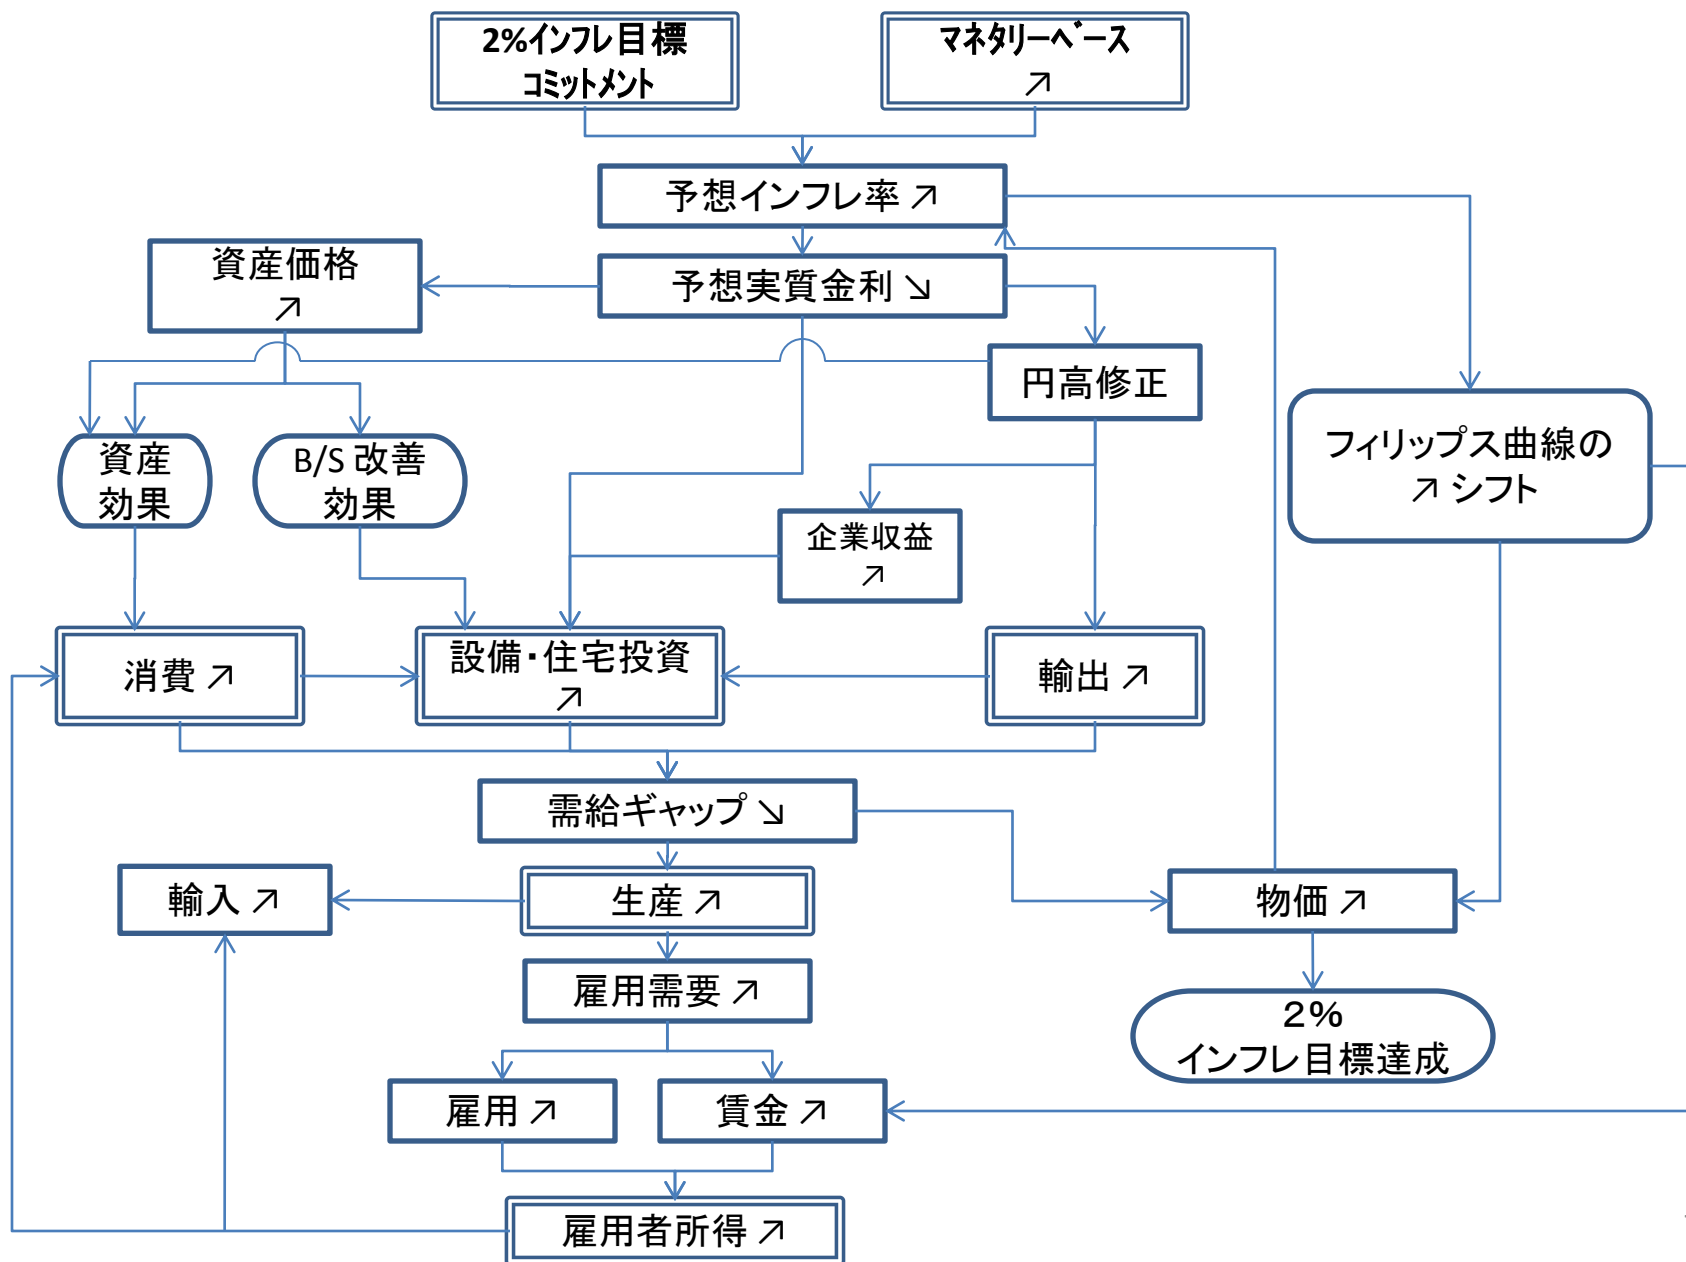 2%インフレ目標
コミットメント
マネタリーベース
↗
予想インフレ率 ↗
資産価格
↗
予想実質金利 ↘
円高修正
資産
効果
B/S 改善
効果
フィリップス曲線の
↗ シフト
企業収益
↗
消費 ↗
設備・住宅投資
↗
輸出 ↗
需給ギャップ ↘
輸入 ↗
生産 ↗
物価 ↗
雇用需要 ↗
2%
インフレ目標達成
雇用 ↗
賃金 ↗
雇用者所得 ↗